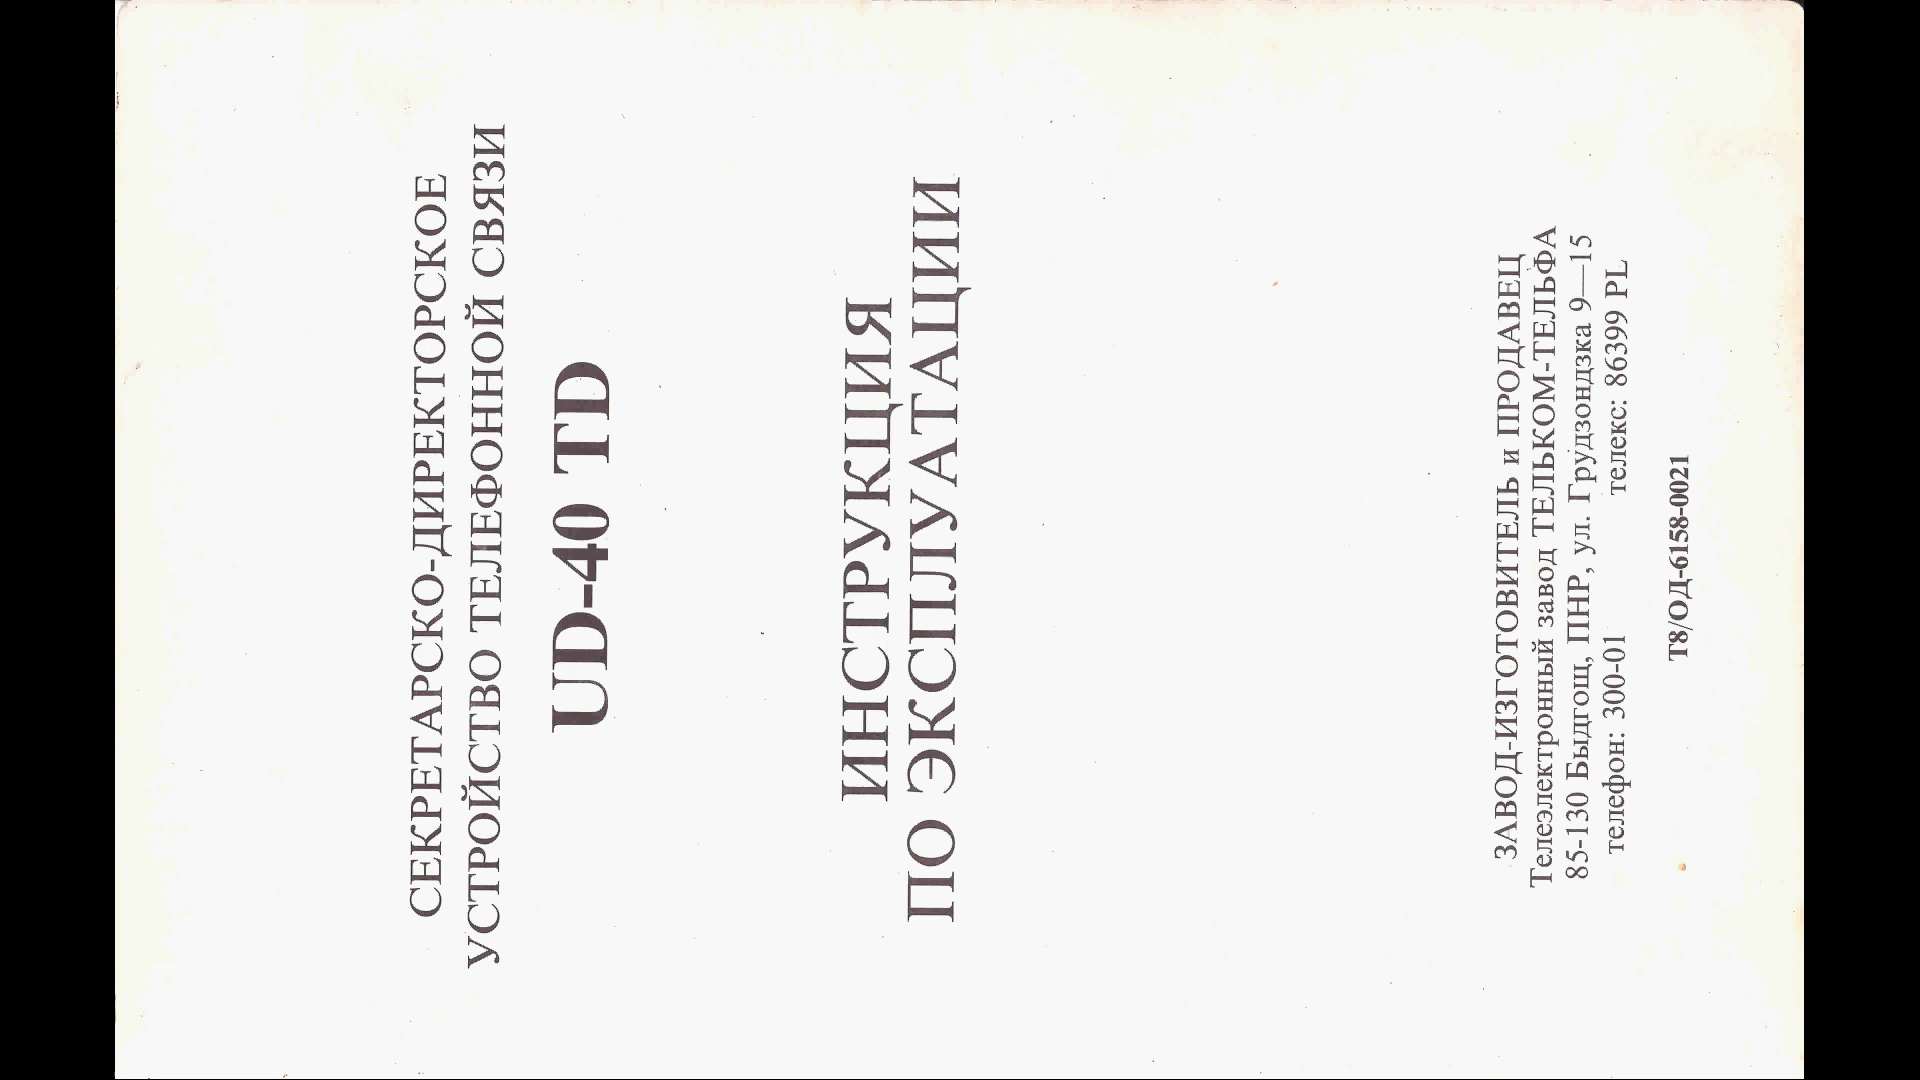 СЕКРЕТАРСКО-ДИРЕКТОРСКОЕ
УСТРОЙСТВО ТЕЛЕФОННОЙ СВЯЗИ
UD-40 TD
ИНСТРУКЦИЯ
ПО ЭКСПЛУАТАЦИИ
ЗАВОД-ИЗГОТОВИТЕЛЬ и ПРОДАВЕЦ
Телеэлектронный завод ТЕЛЬКОМ-ТЕЛЬФА
85-130 Быдгощ, ПНР, ул. Грудзондзка 9—15
телефон: 300-01 телекс: 86399 PL
Т8/ОД-6158-0021